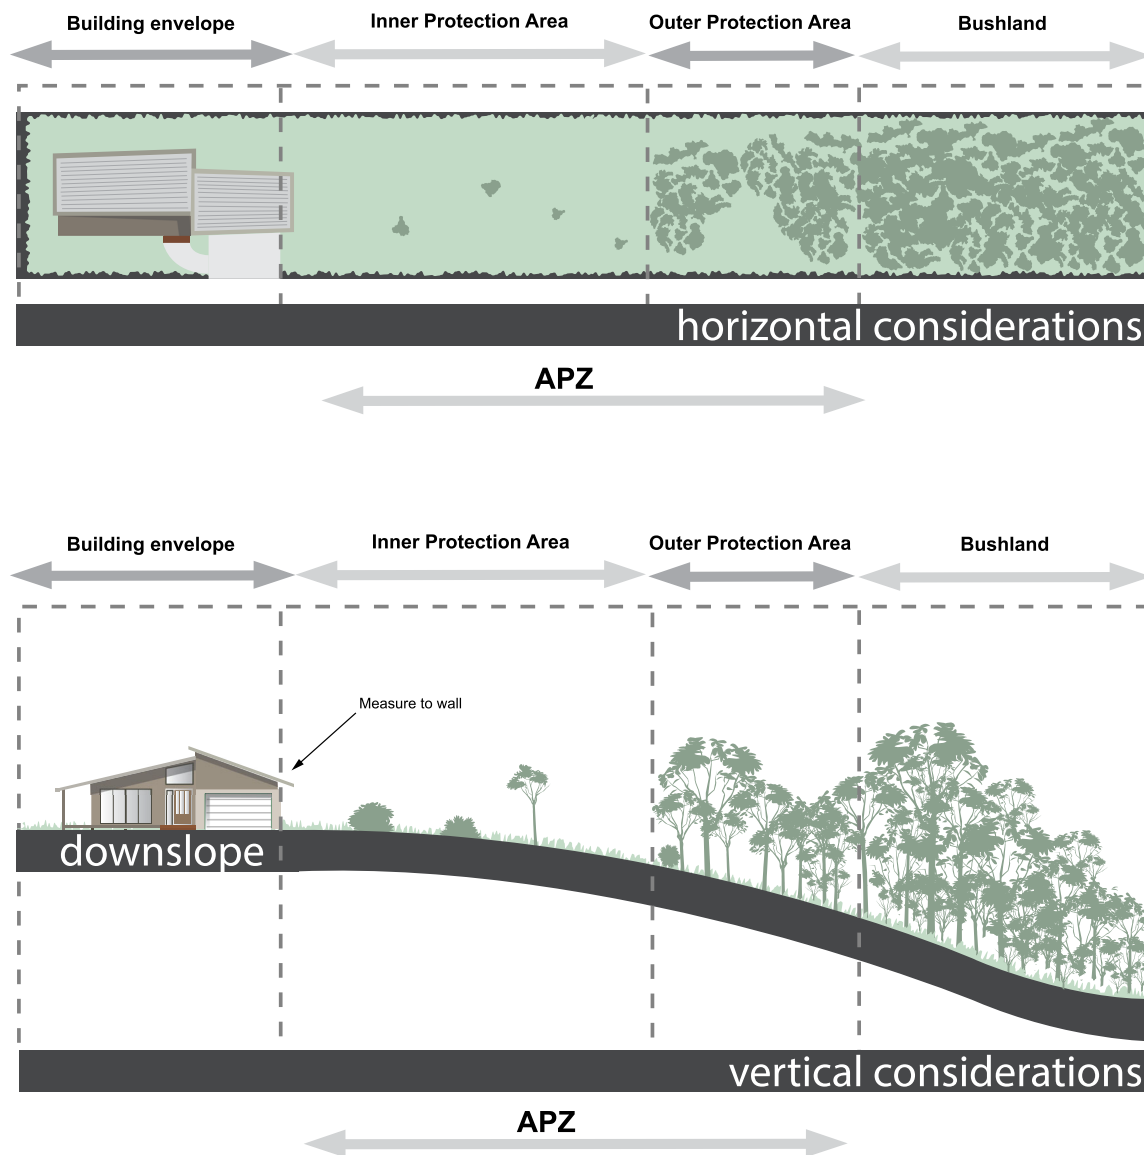 Building envelope
Inner Protection Area
Outer Protection Area
Bushland
horizontal considerations
APZ
Building envelope
Inner Protection Area
Outer Protection Area
Bushland
Measure to wall
downslope
vertical considerations
APZ